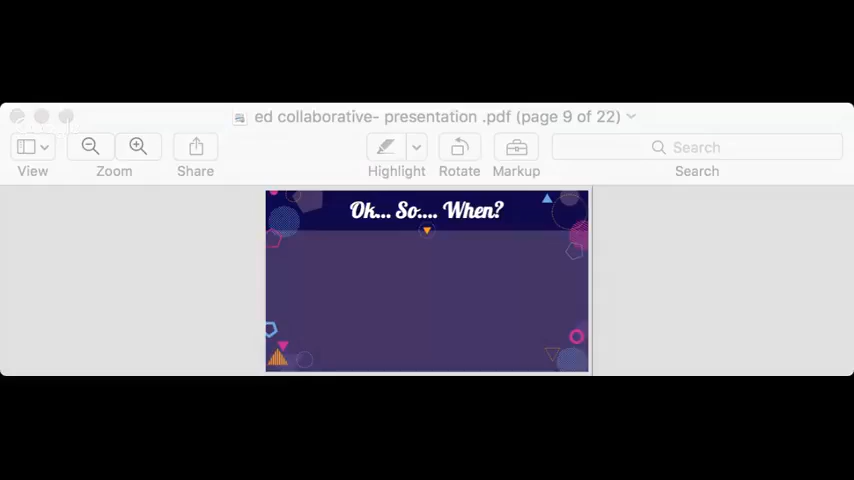 ed collaborative- presentation .pdf (page 9 of 22)
Search
View
Zoom
Share
Highlight
Rotate
Markup
Search
Ok... So.... When?